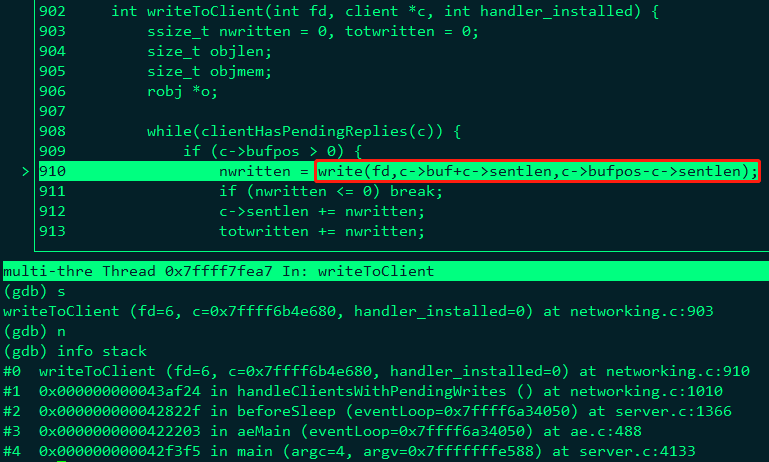 902     int writeToClient(int fd, client *c, int handler_installed) {
903         ssize_t nwritten = 0, totwritten = 0;
904         size_t objlen;
905         size_t objmem;
906         robj *o;
907
908         while(clientHasPendingReplies(c)) {
909             if (c->bufpos > 0) {
> 910                 nwritten = write(fd,c->buf+c->sentlen,c->bufpos-c->sentlen);
911                 if (nwritten <= 0) break;
912                 c->sentlen += nwritten;
913                 totwritten += nwritten;
multi-thre Thread 0x7ffff7fea7 In: writeToClient
(gdb) s
writeToClient (fd=6, c=0x7ffff6b4e680, handler_installed=0) at networking.c:903
(gdb) n
(gdb) info stack
#0  writeToClient (fd=6, c=0x7ffff6b4e680, handler_installed=0) at networking.c:910
#1  0x000000000043af24 in handleClientsWithPendingWrites () at networking.c:1010
#2  0x000000000042822f in beforeSleep (eventLoop=0x7ffff6a34050) at server.c:1366
#3  0x0000000000422203 in aeMain (eventLoop=0x7ffff6a34050) at ae.c:488
#4  0x000000000042f3f5 in main (argc=4, argv=0x7fffffffe588) at server.c:4133